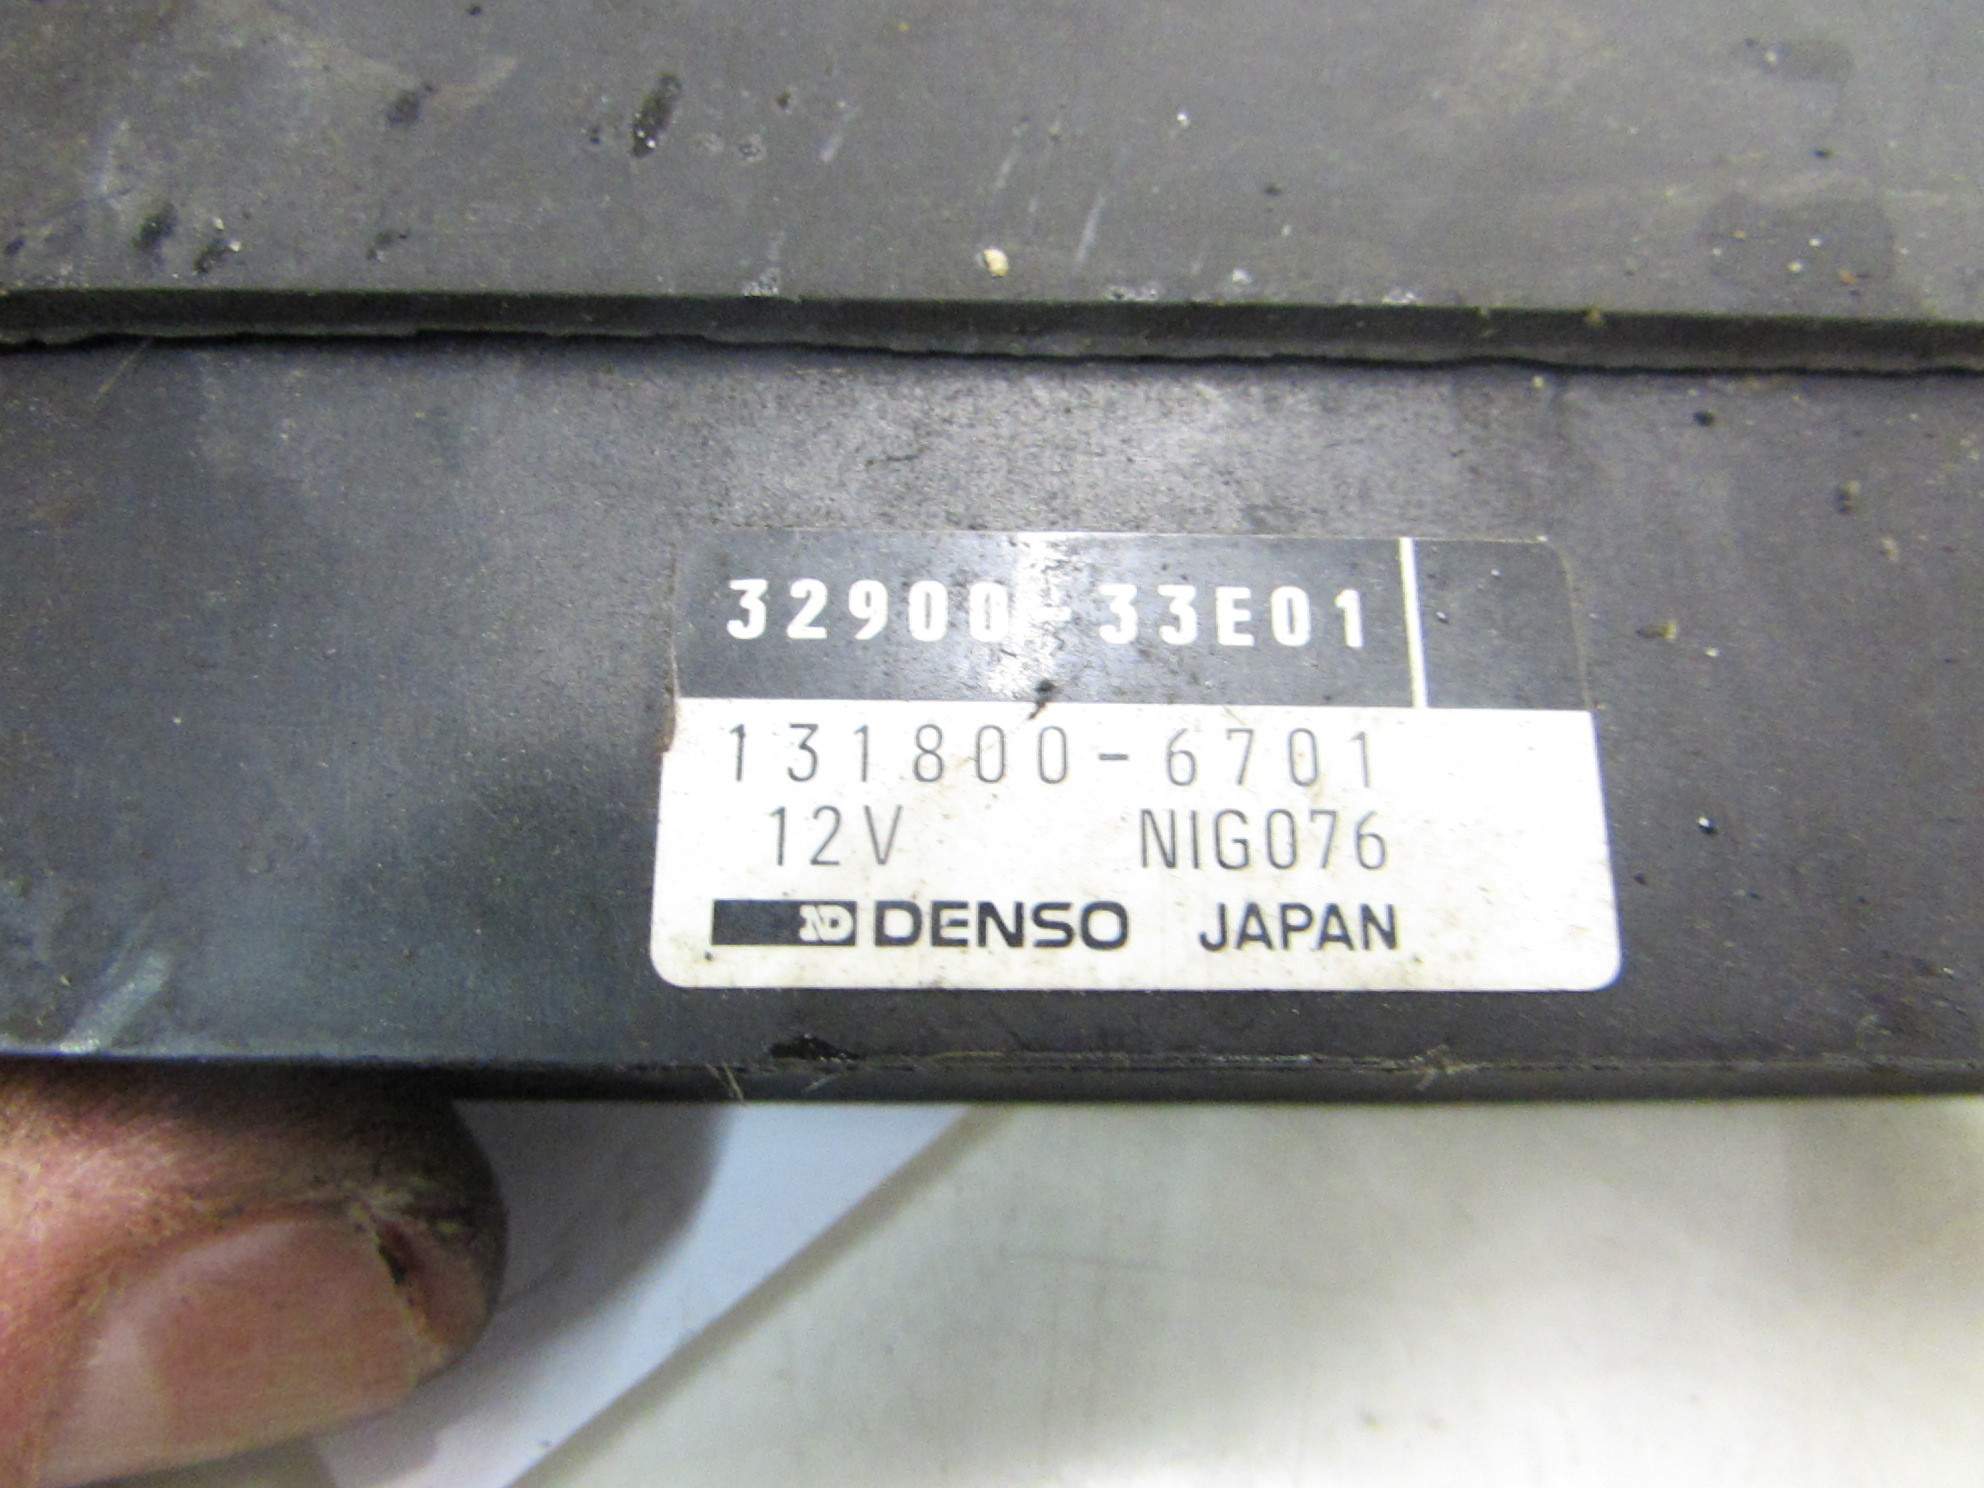 32900-33E01
131800-6701
12V NIG076
ND DENSO JAPAN